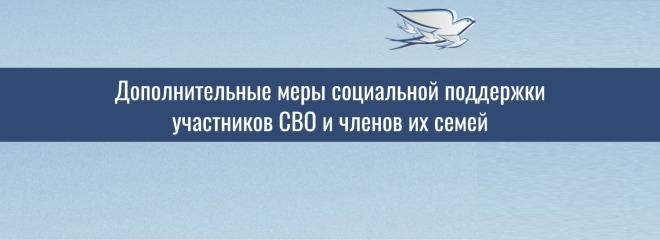 Дополнительные меры социальной поддержки
участников СВО и членов их семей